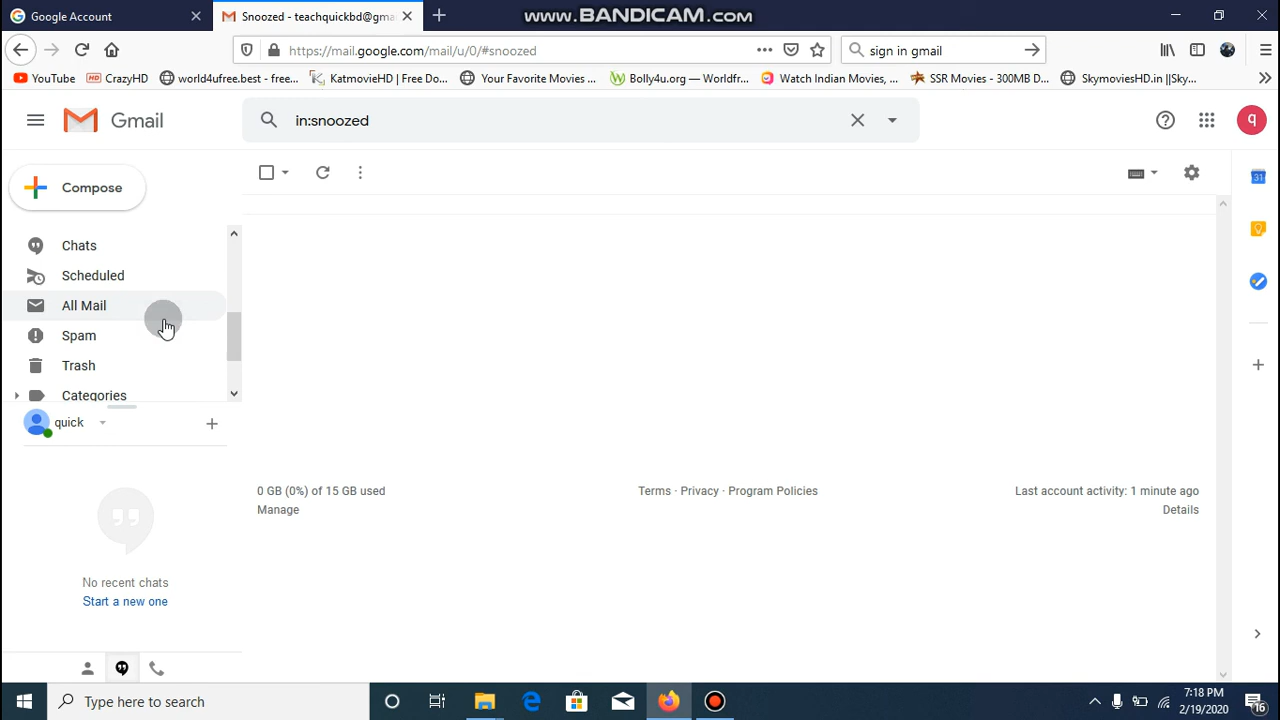 Google Account
Snoozed - teachquickbd@gma
www.BANDICAM.com
https://mail.google.com/mail/u/0/#snoozed
sign in gmail
YouTube
HD CrazyHD
world4ufree.best - free...
KatmovieHD | Free Do...
Your Favorite Movies ...
Bolly4u.org — Worldfr...
Watch Indian Movies, ...
SSR Movies - 300MB D...
SkymoviesHD.in ||Sky...
Gmail
in:snoozed
q
Compose
31
Chats
Scheduled
All Mail
Spam
Trash
Categories
quick
0 GB (0%) of 15 GB used
Manage
Terms · Privacy · Program Policies
Last account activity: 1 minute ago
Details
No recent chats
Start a new one
Type here to search
7:18 PM
2/19/2020
16